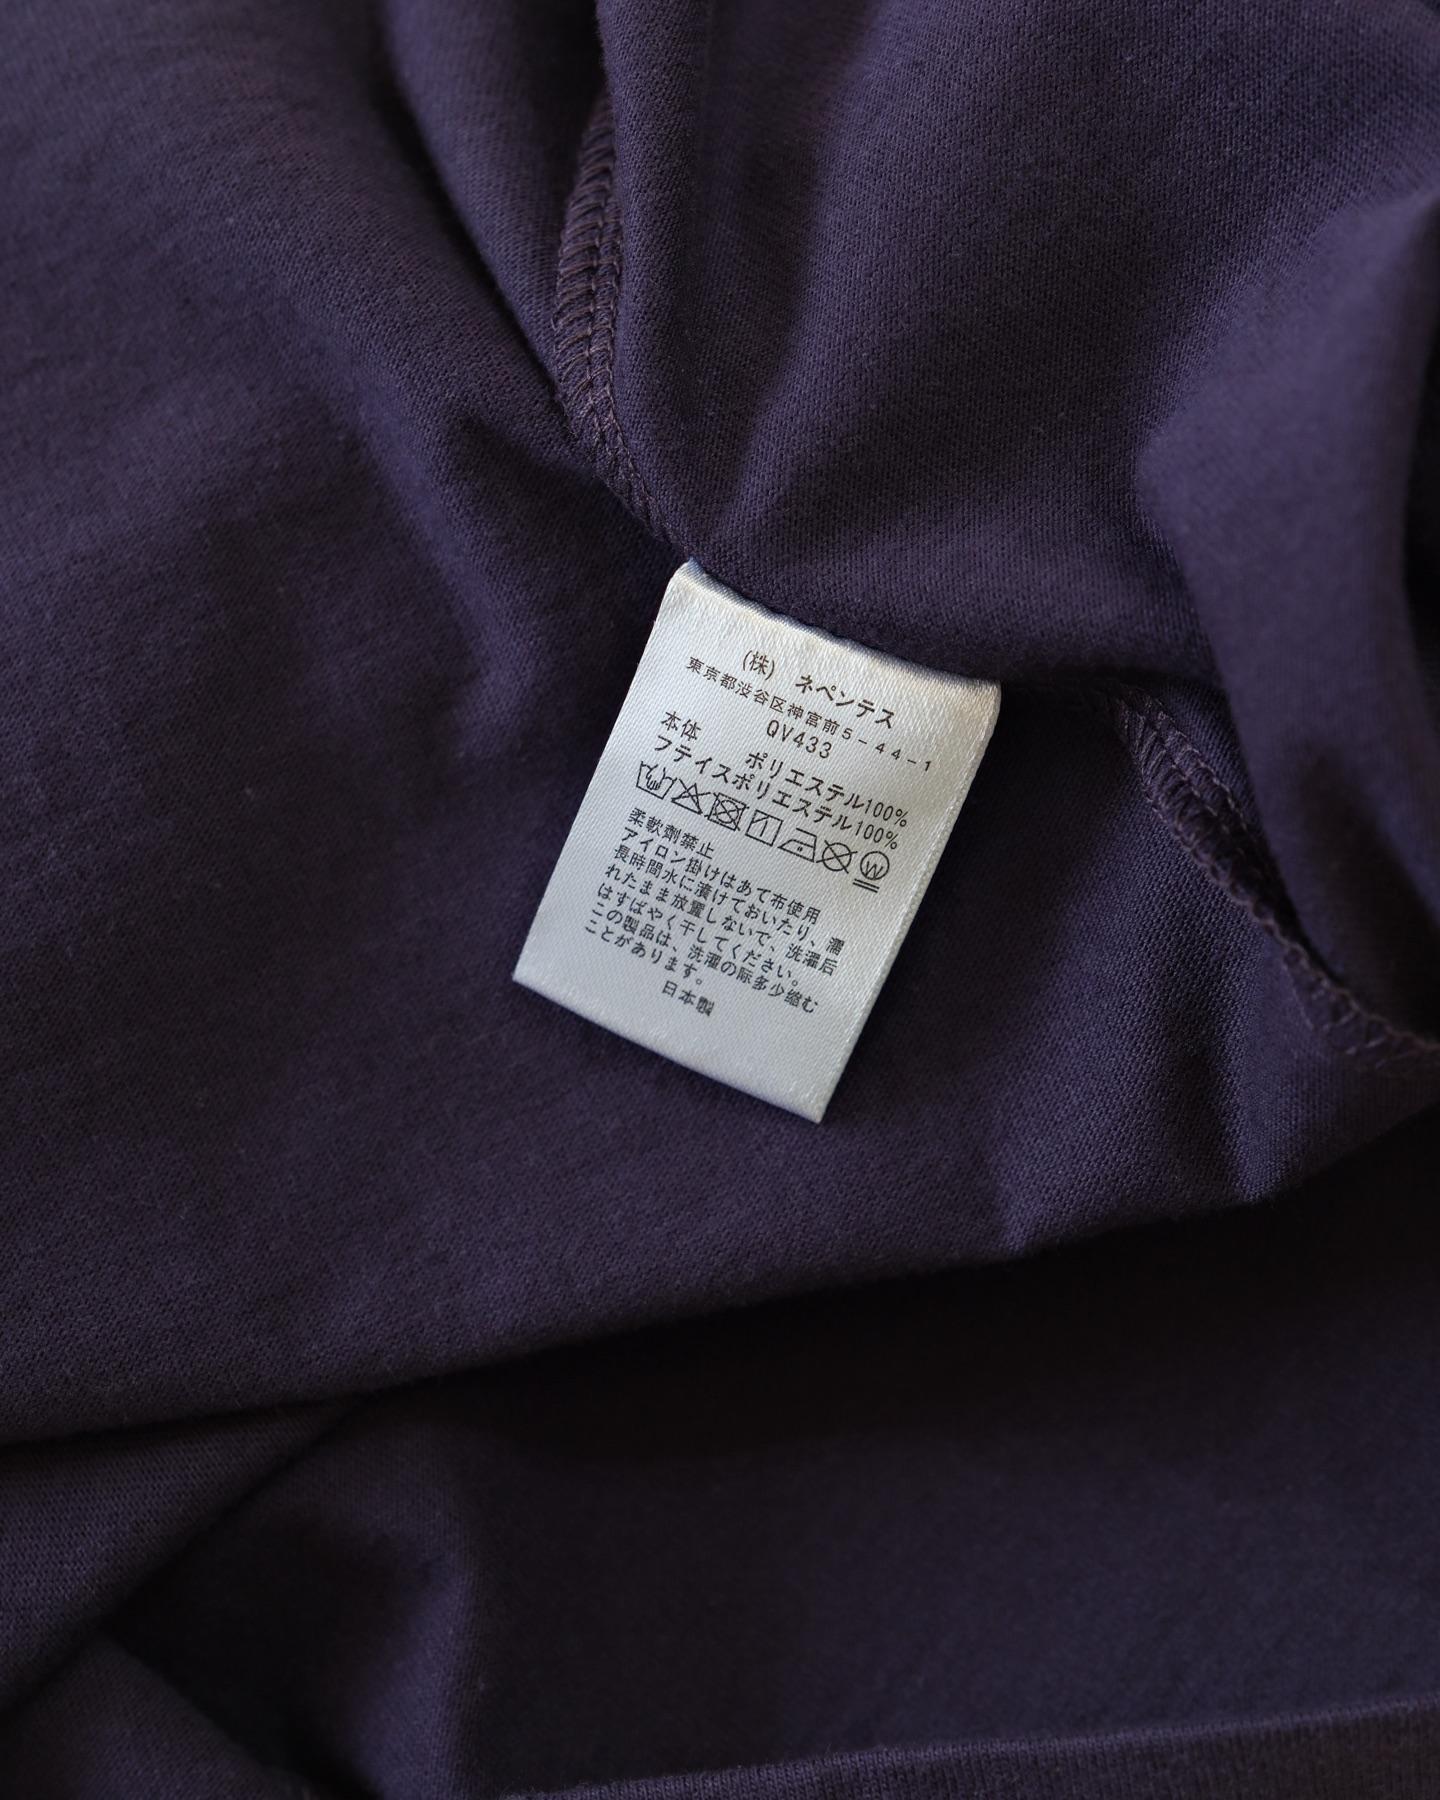 (株) ネペンテス
東京都渋谷区神宮前5-44-1
QV433
本体 ポリエステル100%
フテイスポリエステル100%
柔軟剤禁止
アイロン掛けはあて布使用
長時間水に漬けておいたり、濡
れたまま放置しないで、洗濯后
はすばやく干してください。
この製品は、洗濯の际多少缩む
ことがあります。
日本製